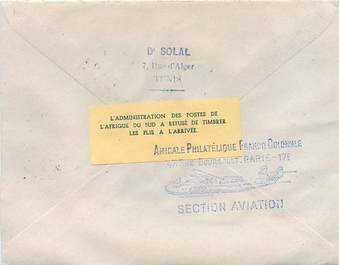 Dr SOLAL
7, Rue d'Alger
TUNIS
L'ADMINISTRATION DES POSTES DE
L'AFRIQUE DU SUD A REFUSÉ DE TIMBRER
LES PLIS A L'ARRIVÉE.
AMICALE PHILATÉLIQUE FRANCO COLONIALE
PARIS-17E
SECTION AVIATION